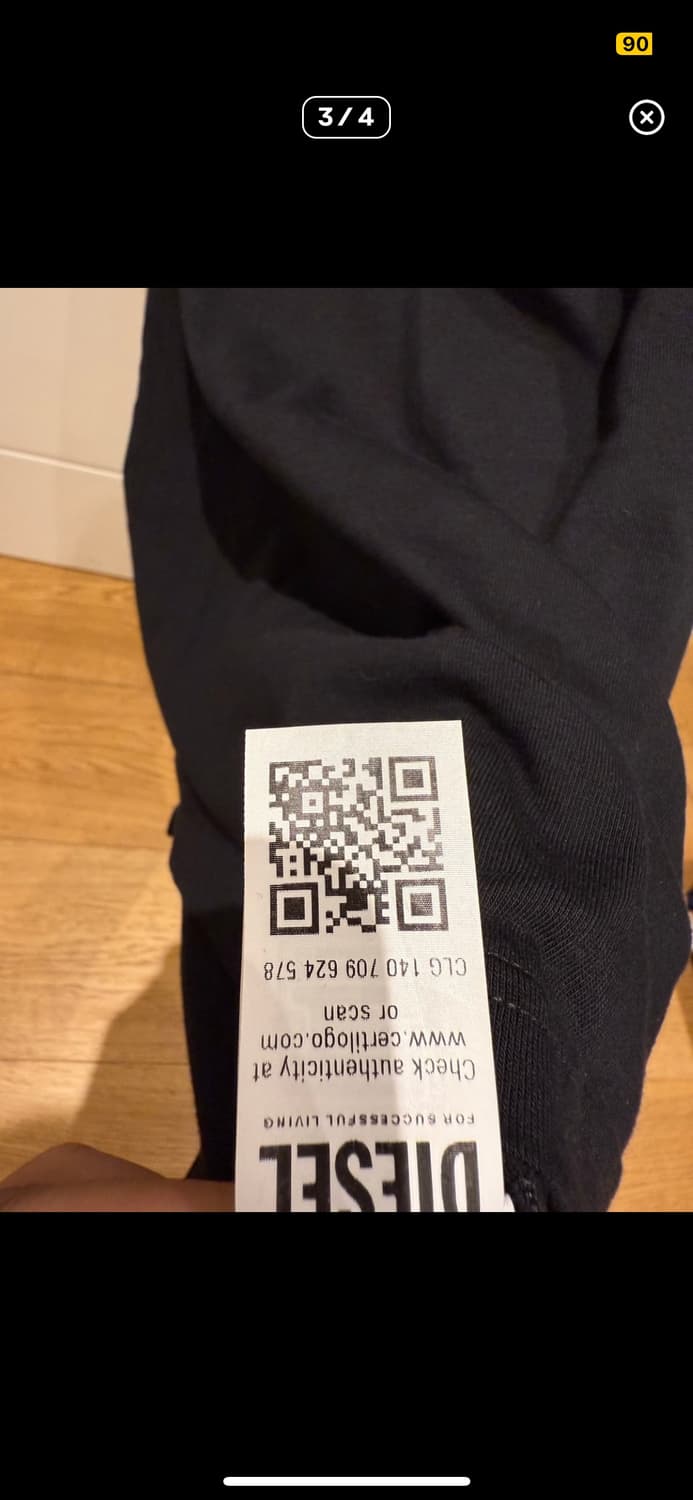 90
3/4
DIESEL
FOR SUCCESSFUL LIVING
Check authenticity at
www.certilogo.com
or scan
CLG 140 709 624 578